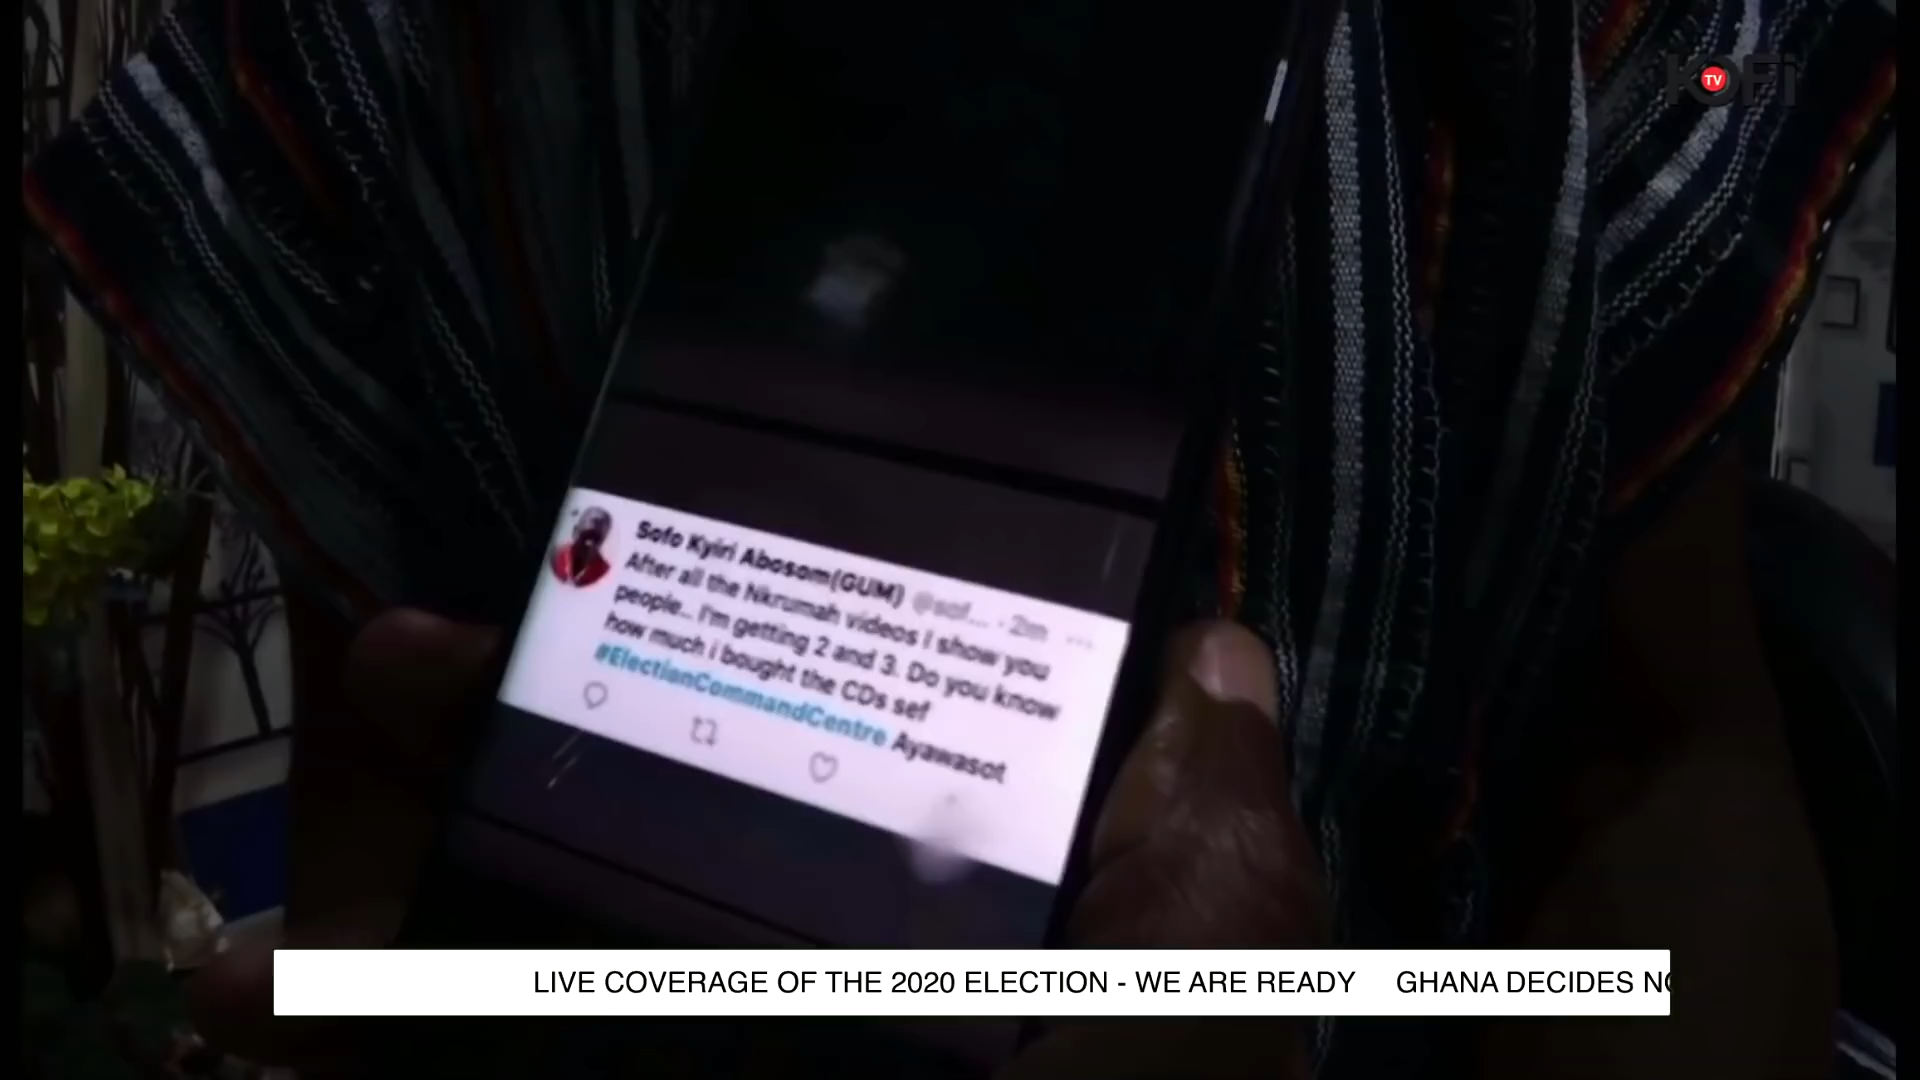 KOFI TV
Sofo Kyiri Abosom(GUM) @sof... · 2m
After all the Nkrumah videos I show you
people.. I'm getting 2 and 3. Do you know
how much i bought the CDs sef
#ElectionCommandCentre Ayawasot
LIVE COVERAGE OF THE 2020 ELECTION - WE ARE READY GHANA DECIDES NO